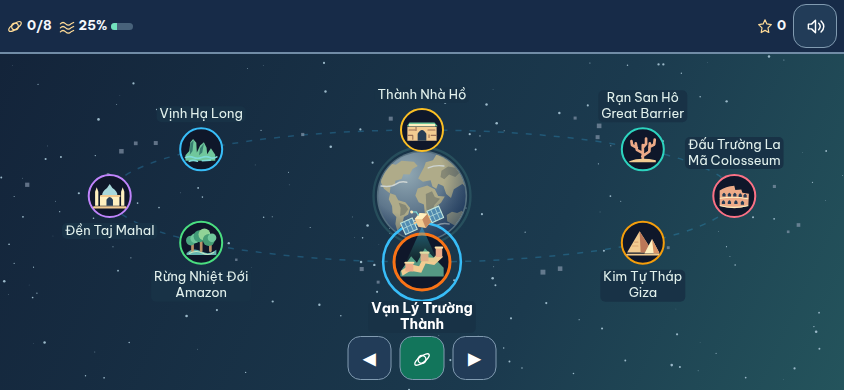 0/8 25% 0
Thành Nhà Hồ
Vịnh Hạ Long
Rạn San Hô
Great Barrier
Đấu Trường La
Mã Colosseum
Đền Taj Mahal
Rừng Nhiệt Đới
Amazon
Kim Tự Tháp
Giza
Vạn Lý Trường
Thành